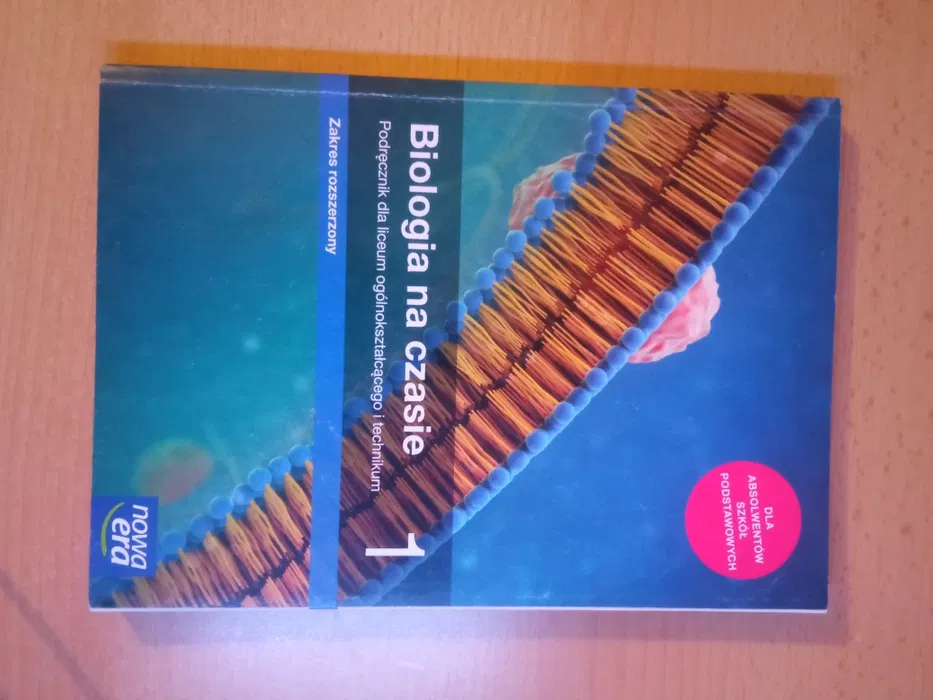 DLA
ABSOLWENTÓW
SZKÓŁ
PODSTAWOWYCH
Biologia na czasie 1
Podręcznik dla liceum ogólnokształcącego i technikum
Zakres rozszerzony
nowa
era